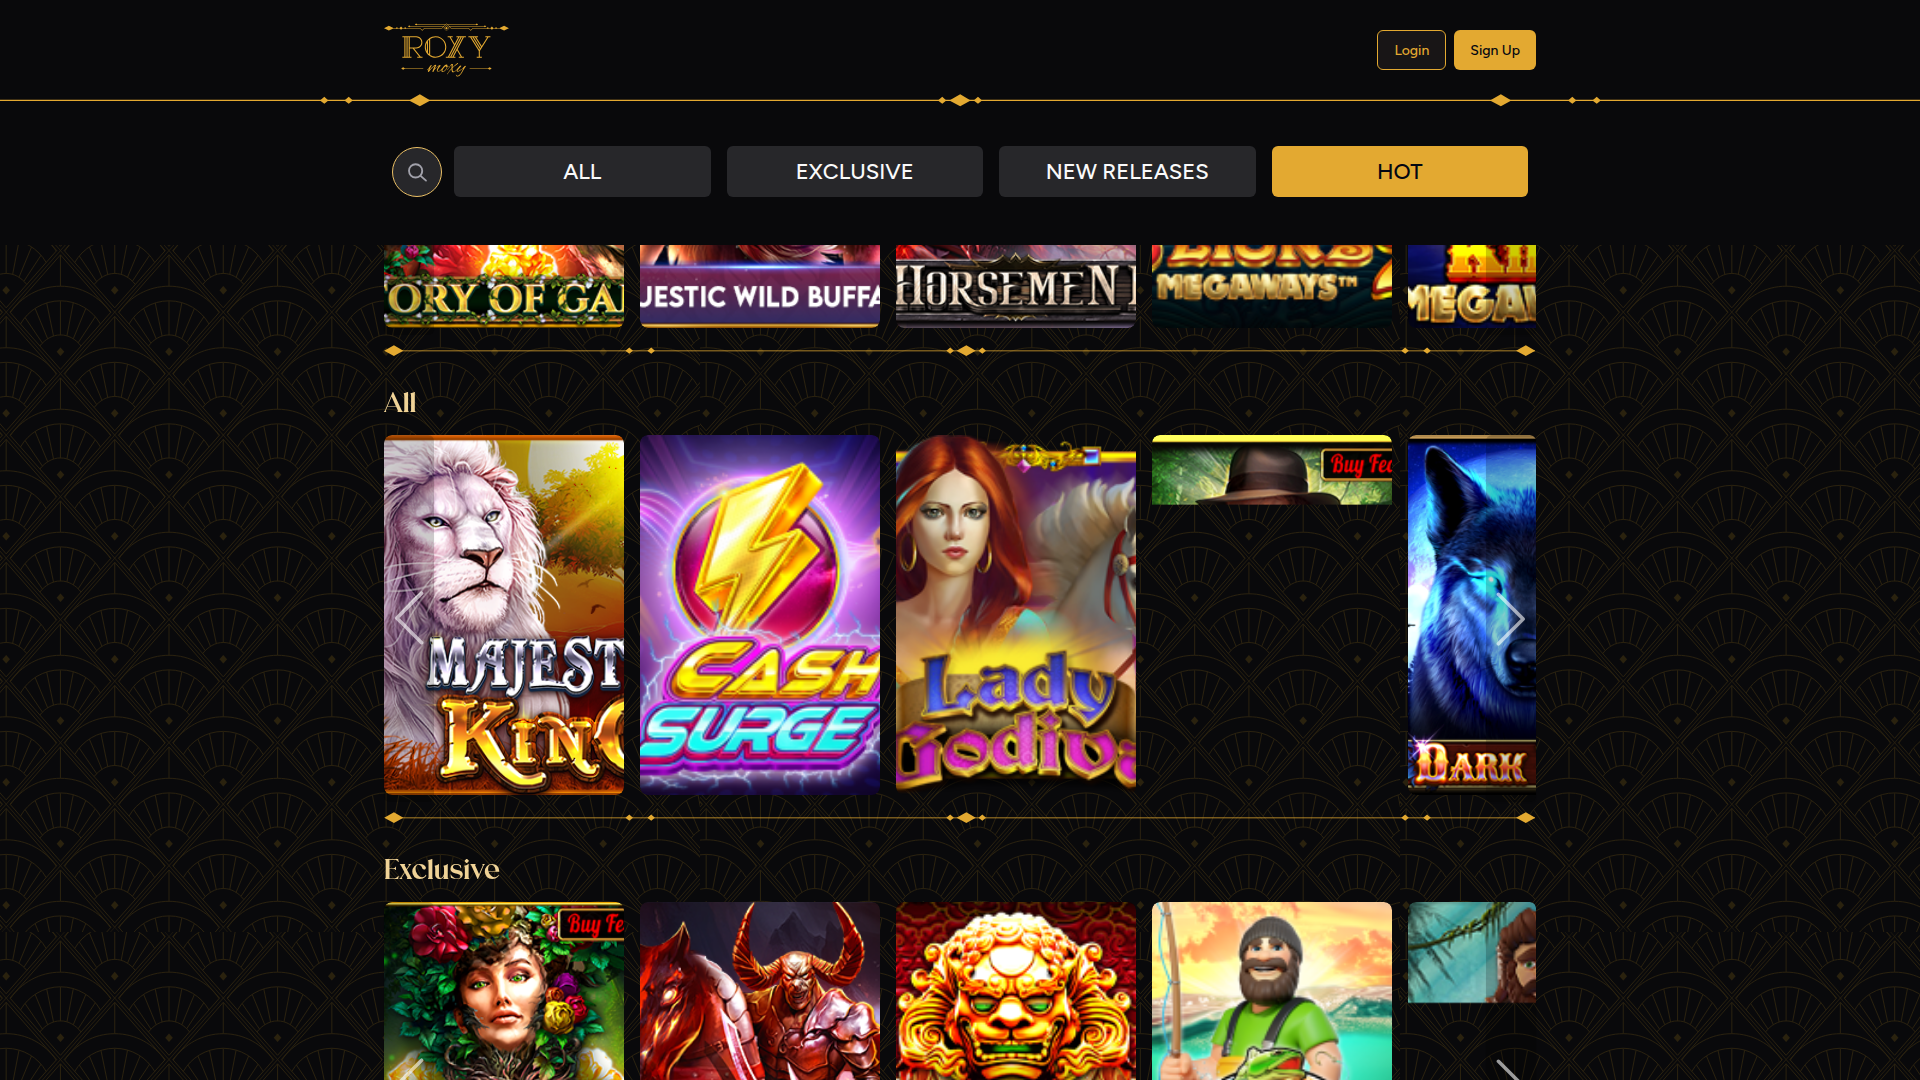 ROXY
moxy
Login
Sign Up
ALL
EXCLUSIVE
NEW RELEASES
HOT
ORY OF GA
JESTIC WILD BUFFA
HORSEMEN
LIONS
MEGAWAYS™
MEGA
All
MAJEST
KING
CASH
SURGE
Lady
Godiva
Buy Fea
DARK
Exclusive
Buy Fe